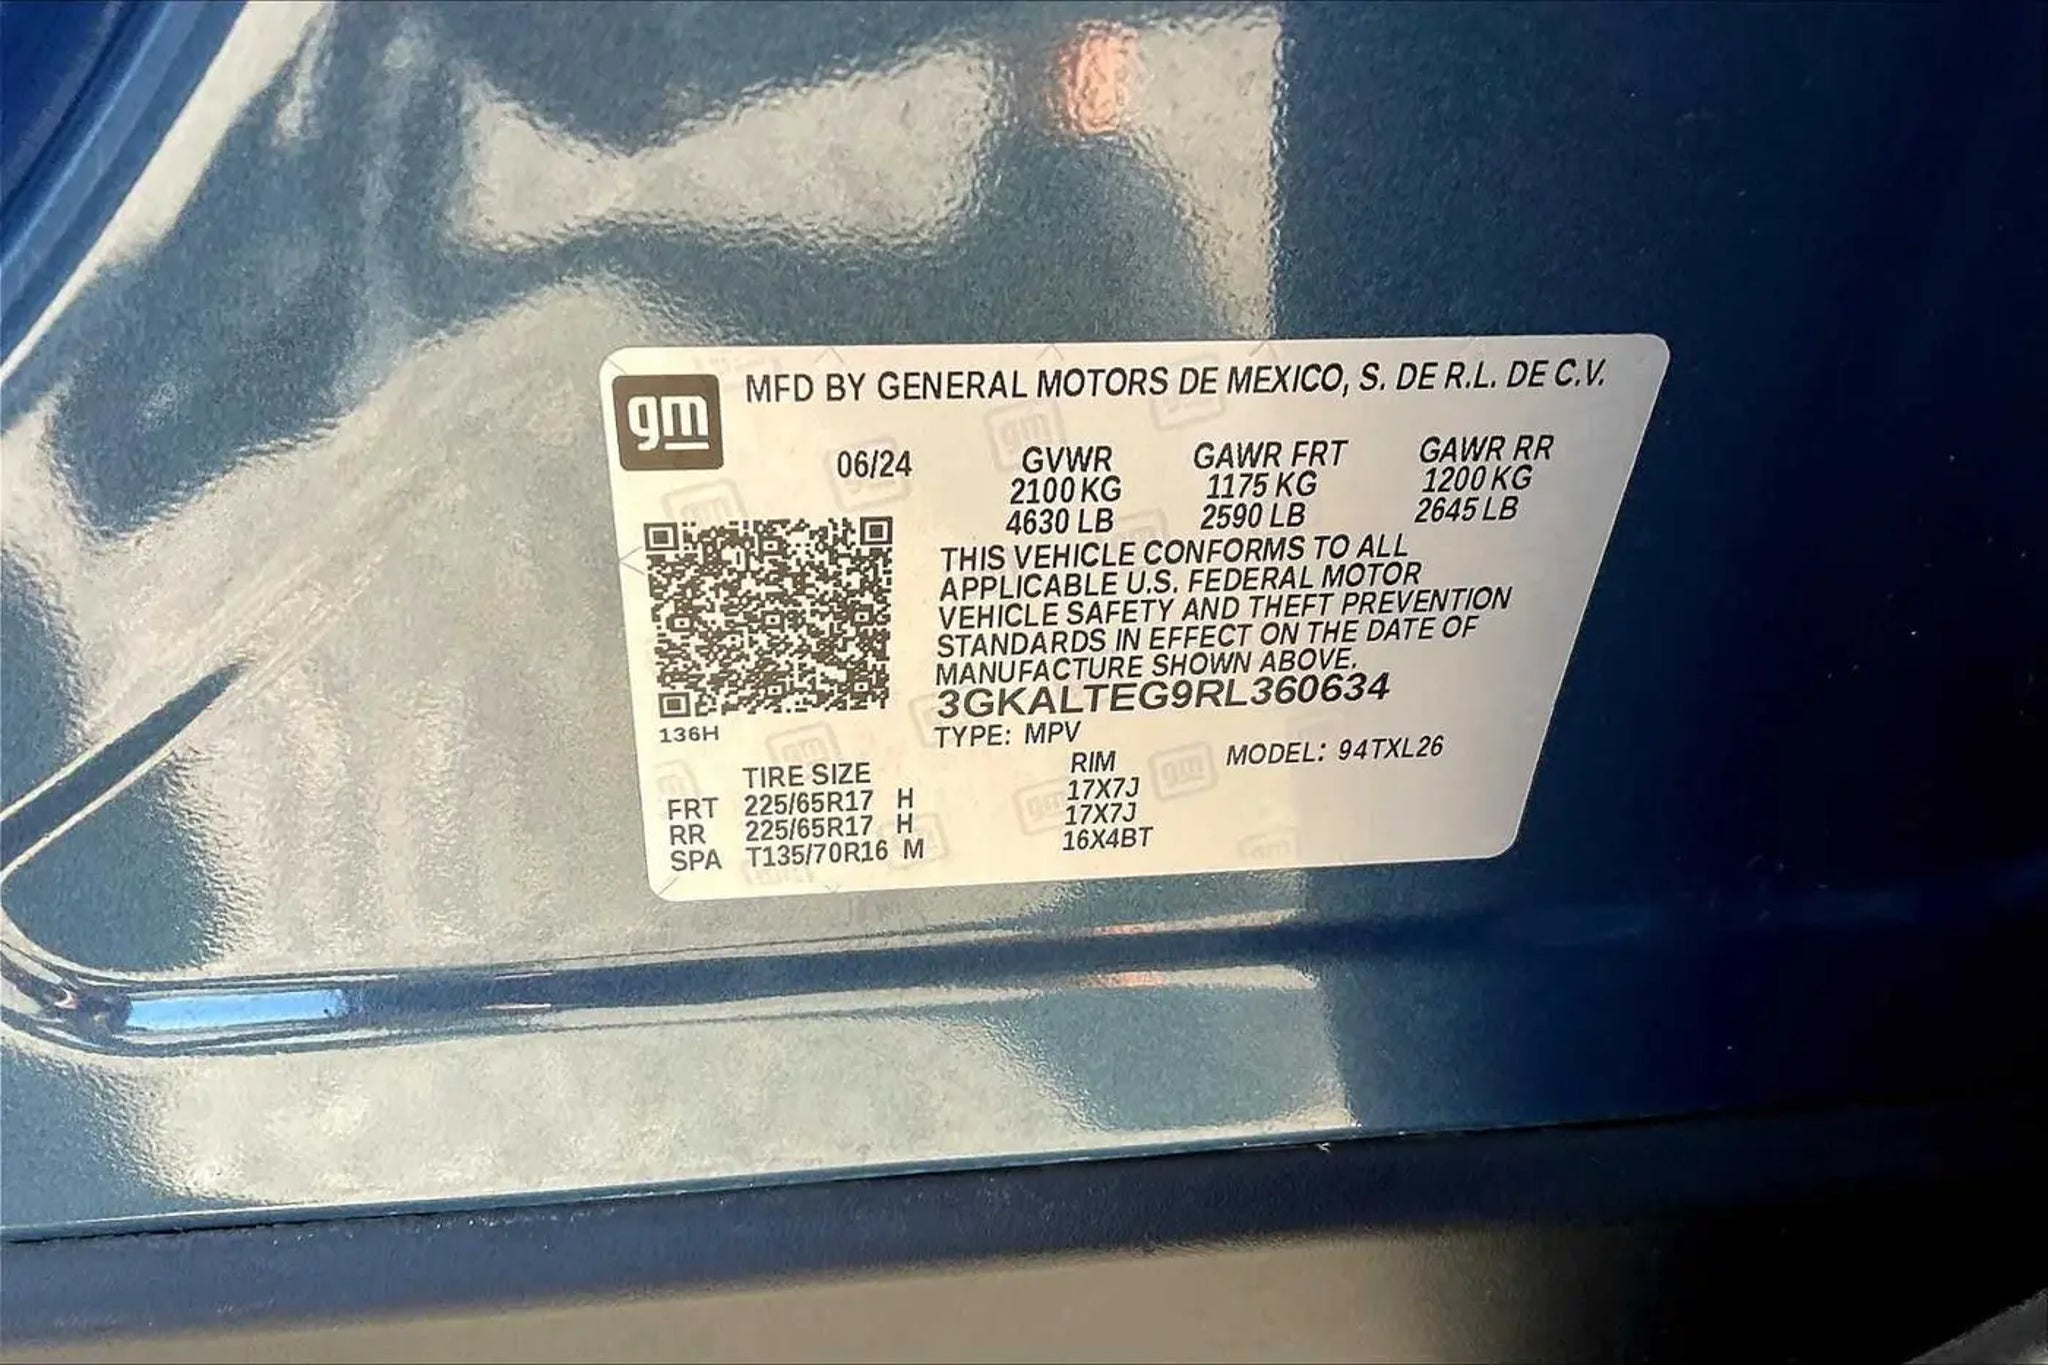 gm
MFD BY GENERAL MOTORS DE MEXICO, S. DE R.L. DE C.V.
06/24 GVWR GAWR FRT GAWR RR
2100 KG 1175 KG 1200 KG
4630 LB 2590 LB 2645 LB
THIS VEHICLE CONFORMS TO ALL
APPLICABLE U.S. FEDERAL MOTOR
VEHICLE SAFETY AND THEFT PREVENTION
STANDARDS IN EFFECT ON THE DATE OF
MANUFACTURE SHOWN ABOVE.
3GKALTEG9RL360634
136H
TYPE: MPV MODEL: 94TXL26
TIRE SIZE RIM
FRT 225/65R17 H 17X7J
RR 225/65R17 H 17X7J
SPA T135/70R16 M 16X4BT